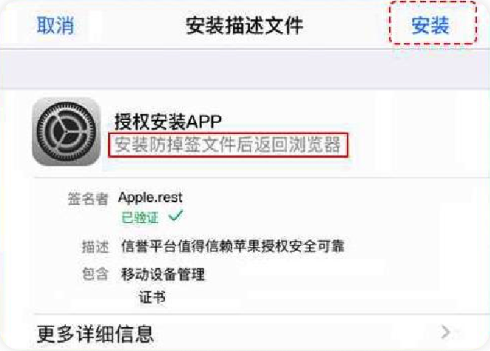 取消 安装描述文件 安装
授权安装APP
安装防掉签文件后返回浏览器
签名者 Apple.rest
已验证
描述 信誉平台值得信赖苹果授权安全可靠
包含 移动设备管理
证书
更多详细信息